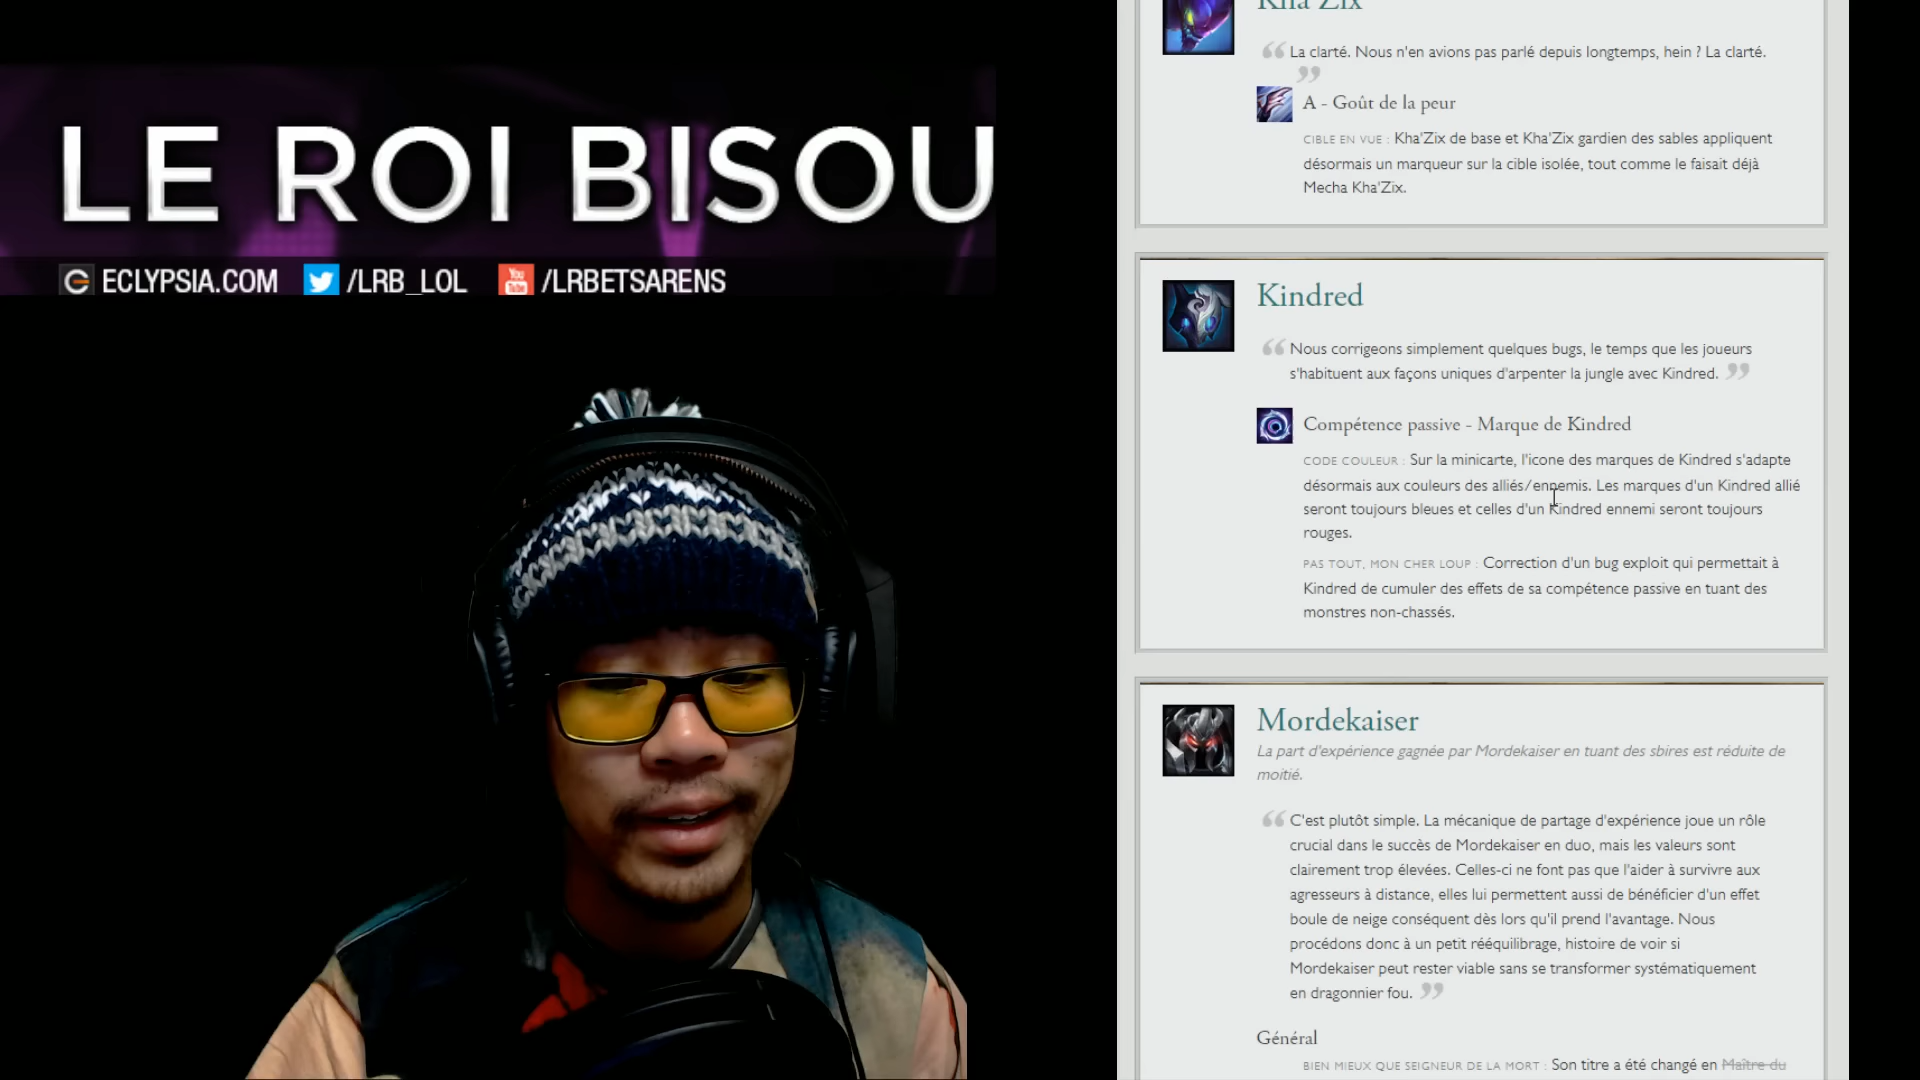 LE ROI BISOU
ECLYPSIA.COM /LRB_LOL You Tube /LRBETSARENS
Kha'Zix
“ La clarté. Nous n'en avions pas parlé depuis longtemps, hein ? La clarté.
”
A - Goût de la peur
CIBLE EN VUE : Kha'Zix de base et Kha'Zix gardien des sables appliquent
désormais un marqueur sur la cible isolée, tout comme le faisait déjà
Mecha Kha'Zix.
Kindred
“ Nous corrigeons simplement quelques bugs, le temps que les joueurs
s'habituent aux façons uniques d'arpenter la jungle avec Kindred. ”
Compétence passive - Marque de Kindred
CODE COULEUR : Sur la minicarte, l'icone des marques de Kindred s'adapte
désormais aux couleurs des alliés/ennemis. Les marques d'un Kindred allié
seront toujours bleues et celles d'un Kindred ennemi seront toujours
rouges.
PAS TOUT, MON CHER LOUP : Correction d'un bug exploit qui permettait à
Kindred de cumuler des effets de sa compétence passive en tuant des
monstres non-chassés.
Mordekaiser
La part d'expérience gagnée par Mordekaiser en tuant des sbires est réduite de
moitié.
“ C'est plutôt simple. La mécanique de partage d'expérience joue un rôle
crucial dans le succès de Mordekaiser en duo, mais les valeurs sont
clairement trop élevées. Celles-ci ne font pas que l'aider à survivre aux
agresseurs à distance, elles lui permettent aussi de bénéficier d'un effet
boule de neige conséquent dès lors qu'il prend l'avantage. Nous
procédons donc à un petit rééquilibrage, histoire de voir si
Mordekaiser peut rester viable sans se transformer systématiquement
en dragonnier fou. ”
Général
BIEN MIEUX QUE SEIGNEUR DE LA MORT : Son titre a été changé en Maître du